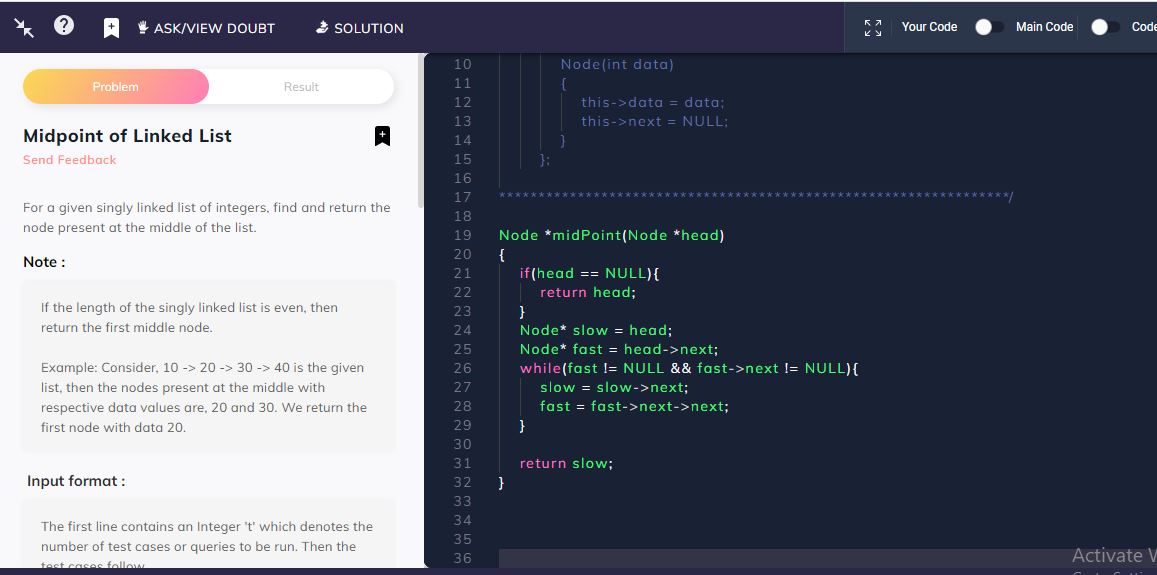 ASK/VIEW DOUBT
SOLUTION
Your Code
Main Code
Problem
Result
Midpoint of Linked List
Send Feedback
For a given singly linked list of integers, find and return the
node present at the middle of the list.
Note :
If the length of the singly linked list is even, then
return the first middle node.
Example: Consider, 10 -> 20 -> 30 -> 40 is the given
list, then the nodes present at the middle with
respective data values are, 20 and 30. We return the
first node with data 20.
Input format :
The first line contains an Integer 't' which denotes the
number of test cases or queries to be run. Then the
test cases follow.
10 Node(int data)
11 {
12 this->data = data;
13 this->next = NULL;
14 }
15 };
16
17 *****************************************************************/
18
19 Node *midPoint(Node *head)
20 {
21 if(head == NULL){
22 return head;
23 }
24 Node* slow = head;
25 Node* fast = head->next;
26 while(fast != NULL && fast->next != NULL){
27 slow = slow->next;
28 fast = fast->next->next;
29 }
30
31 return slow;
32 }
33
34
35
36
Activate